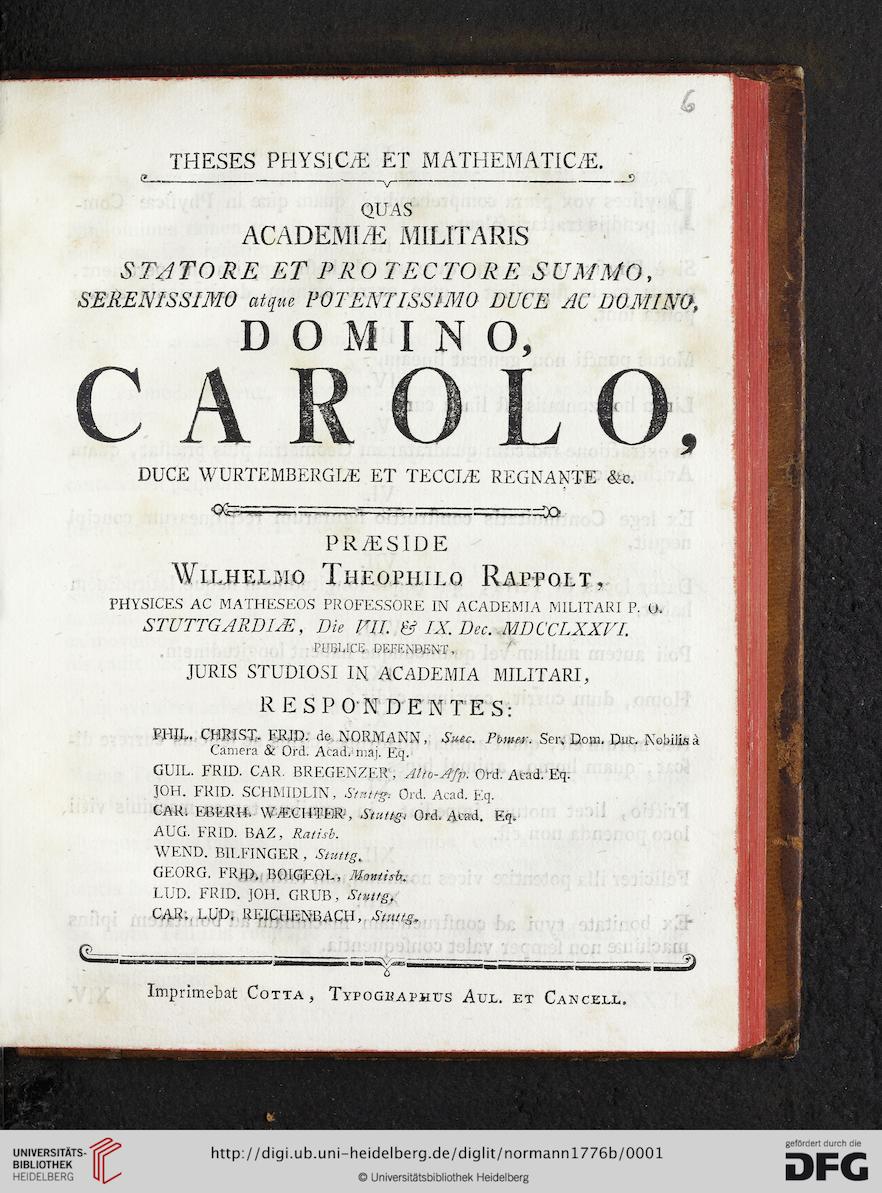 6
THESES PHYSICÆ ET MATHEMATICÆ.
QUAS
ACADEMIÆ MILITARIS
STATORE ET PROTECTORE SUMMO,
SERENISSIMO atque POTENTISSIMO DUCE AC DOMINO,
DOMINO,
CAROLO,
DUCE WURTEMBERGIÆ ET TECCIÆ REGNANTE &c.
PRÆSIDE
WILHELMO THEOPHILO RAPPOLT,
PHYSICES AC MATHESEOS PROFESSORE IN ACADEMIA MILITARI P. O.
STUTTGARDIÆ, Die VII. & IX. Dec. MDCCLXXVI.
PUBLICE DEFENDENT,
JURIS STUDIOSI IN ACADEMIA MILITARI,
RESPONDENTES:
PHIL. CHRIST. FRID. de NORMANN, Suec. Pomer. Ser. Dom. Duc. Nobilis à
Camera & Ord. Acad. maj. Eq.
GUIL. FRID. CAR. BREGENZER, Alto-Asp. Ord. Acad. Eq.
JOH. FRID. SCHMIDLIN, Stuttg. Ord. Acad. Eq.
CAR. EBERH. WÆCHTER, Stuttg. Ord. Acad. Eq.
AUG. FRID. BAZ, Ratisb.
WEND. BILFINGER, Stuttg.
GEORG. FRID. BOIGEOL, Montisb.
LUD. FRID. JOH. GRUB, Stuttg.
CAR. LUD. REICHENBACH, Stuttg.
Imprimebat COTTA, TYPOGRAPHUS AUL. ET CANCELL.
UNIVERSITÄTS-
BIBLIOTHEK
HEIDELBERG
http://digi.ub.uni-heidelberg.de/diglit/normann1776b/0001
© Universitätsbibliothek Heidelberg
gefördert durch die
DFG